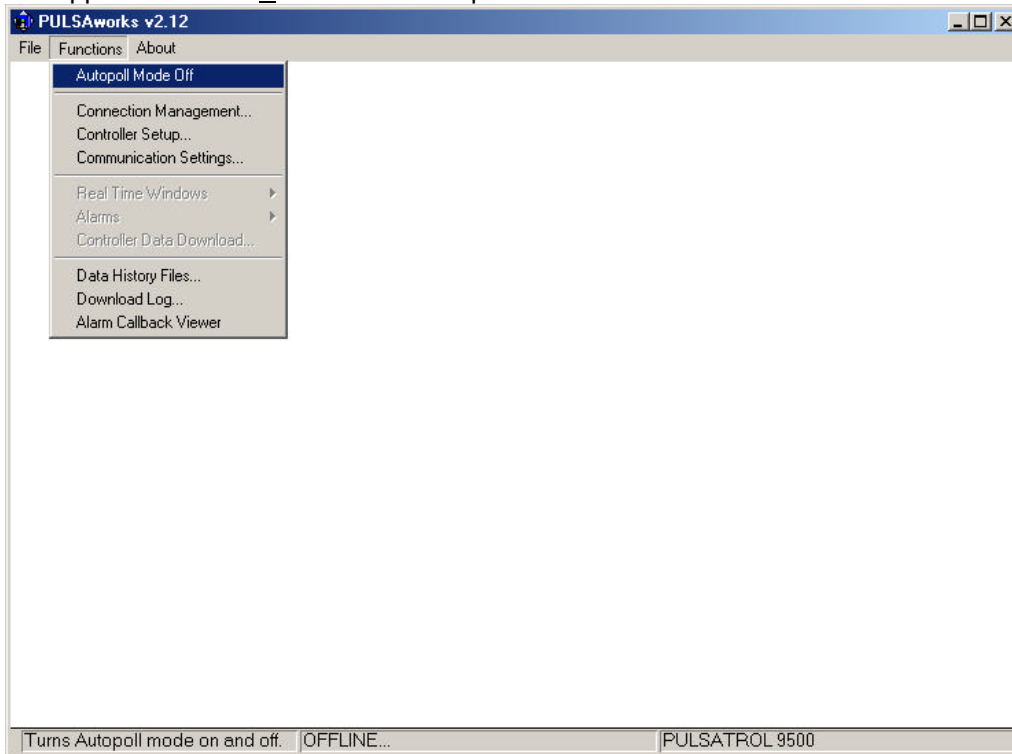 PULSAworks v2.12
File Functions About
Autopoll Mode Off
Connection Management...
Controller Setup...
Communication Settings...
Real Time Windows
Alarms
Controller Data Download...
Data History Files...
Download Log...
Alarm Callback Viewer
Turns Autopoll mode on and off. OFFLINE... PULSATROL 9500